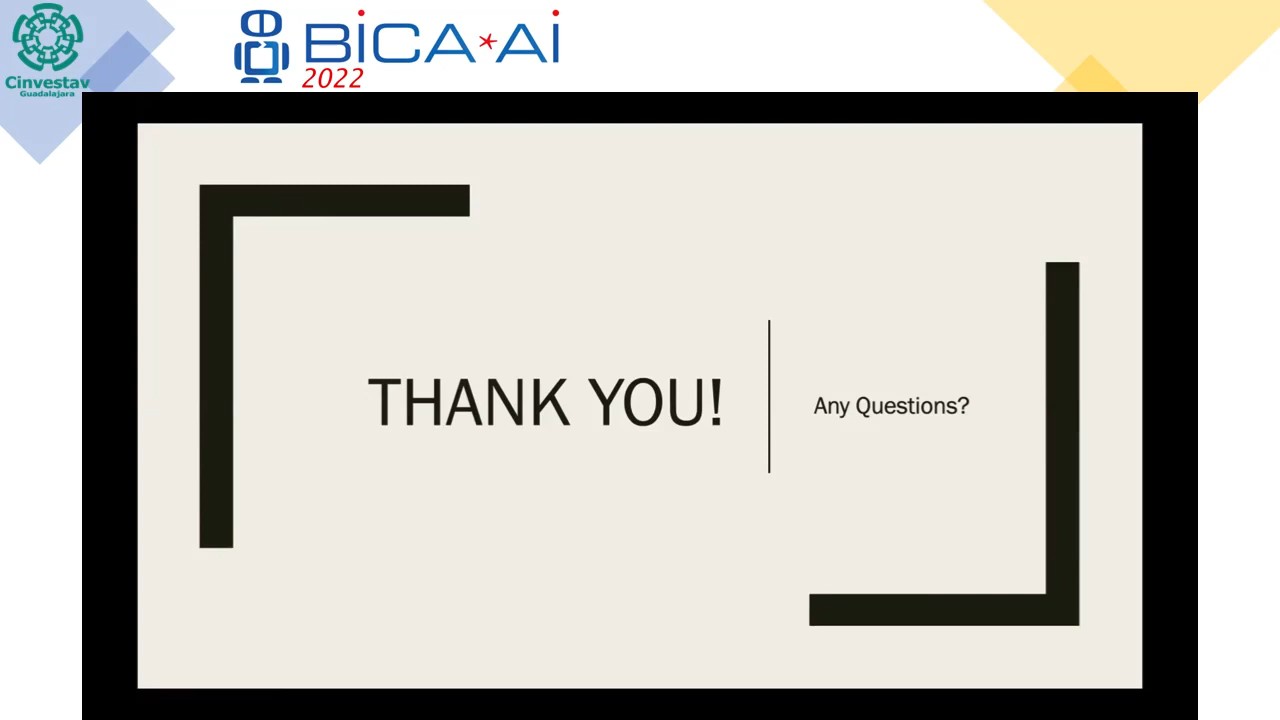 Cinvestav
Guadalajara
BiCA*Ai
2022
THANK YOU!
Any Questions?